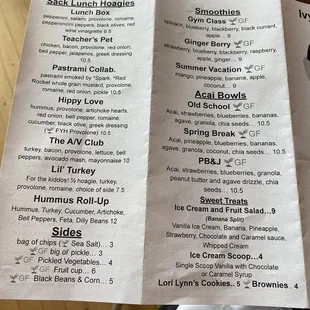 Sack Lunch Hoagies
Lunch Box
pepperoni, salami, provolone, romaine,
pepperoncini peppers, black olives, red
wine vinaigrette 9.5
Teacher's Pet
chicken, bacon, provolone, red onion,
bell pepper, jalapeños, greek dressing
10.5
Pastrami Collab.
pastrami smoked by "Spark, "Red
Rocket whole grain mustard, provolone,
romaine, pickle 10.5
Hippy Love
hummus, provolone, artichoke hearts,
red onion, bell pepper, romaine,
cucumber, black olives, greek dressing
(FYH Provolone) 10.5
The A/V Club
turkey, bacon, provolone, lettuce, bell
peppers, avocado mash, mayonnaise 10
Lil' Turkey
For the kiddos! ½ hoagie, turkey,
provolone, romaine, choice of side 7.5
Hummus Roll-Up
Hummus, Turkey, Cucumber, Artichoke,
Bell Peppers, Feta, Dilly Beans 12
Sides
bag of chips (Sea Salt)... 3
GF big ol' pickle... 3
GF Pickled Vegetables.. 4
GF Fruit cup... 6
GF Black Beans & Corn... 5
Smoothies
Gym Class GF
spinach, blueberry, blackberry, black currant,
apple ... 9
Ginger Berry GF
strawberry, blueberry, blackberry, raspberry,
apple, ginger... 9
Summer Vacation GF
mango, pineapple, banana, apple,
coconut... 9
Acai Bowls
Old School GF
Acai, strawberries, blueberries, bananas,
agave, granola, chia seeds... 10.5
Spring Break GF
Acai, pineapple, blueberries, bananas,
agave, granola, coconut, chia seeds... 10.5
PB&J GF
Acai, strawberries, blueberries, granola,
peanut butter and agave drizzle, chia
seeds... 10.5
Sweet Treats
Ice Cream and Fruit Salad...9
(Banana Split)
Vanilla Ice Cream, Banana, Pineapple,
Strawberry, Chocolate and Caramel sauce,
Whipped Cream
Ice Cream Scoop...4
Single Scoop Vanilla with Chocolate
or Caramel Syrup
Lori Lynn's Cookies.. 5 Brownies.. 4